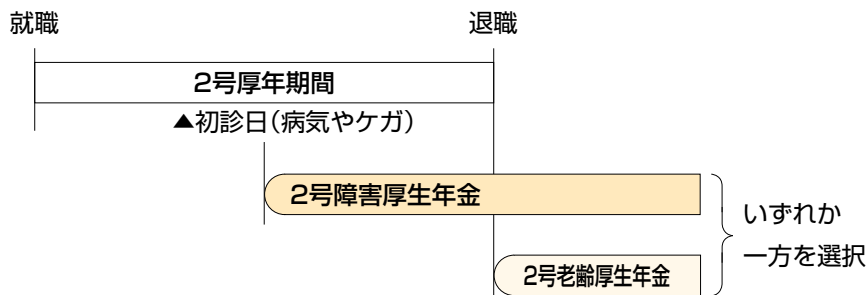 就職
退職
2号厚年期間
▲初診日(病気やケガ)
2号障害厚生年金
2号老齢厚生年金
いずれか
一方を選択